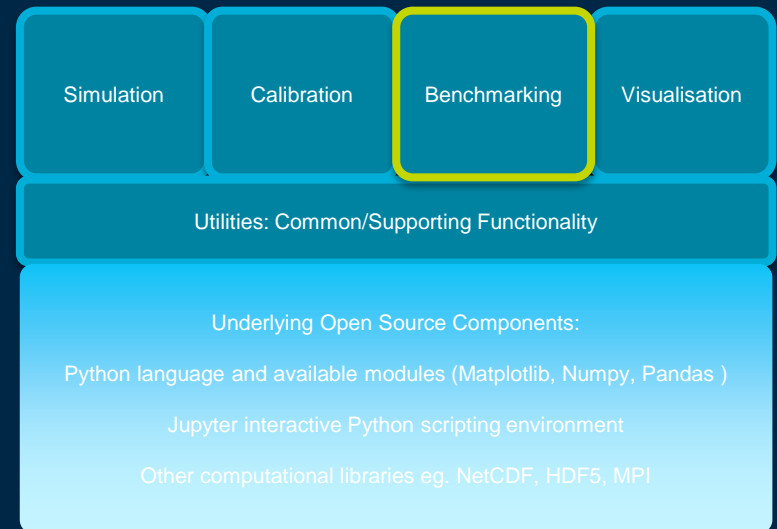 Simulation
Calibration
Benchmarking
Visualisation
Utilities: Common/Supporting Functionality
Underlying Open Source Components:
Python language and available modules (Matplotlib, Numpy, Pandas )
Jupyter interactive Python scripting environment
Other computational libraries eg. NetCDF, HDF5, MPI